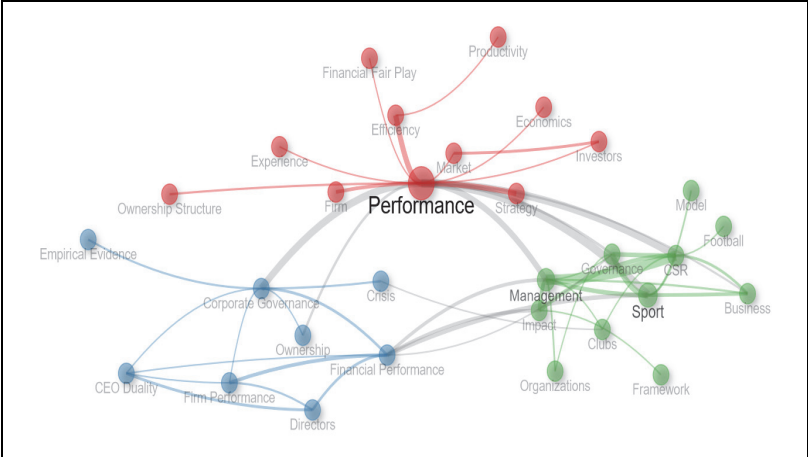 Productivity
Financial Fair Play
Economics
Efficiency
Investors
Experience
Market
Ownership Structure
Firm
Performance
Strategy
Model
Football
Empirical Evidence
Governance
CSR
Corporate Governance
Crisis
Management
Sport
Business
Impact
Clubs
Ownership
Financial Performance
CEO Duality
Firm Performance
Organizations
Framework
Directors